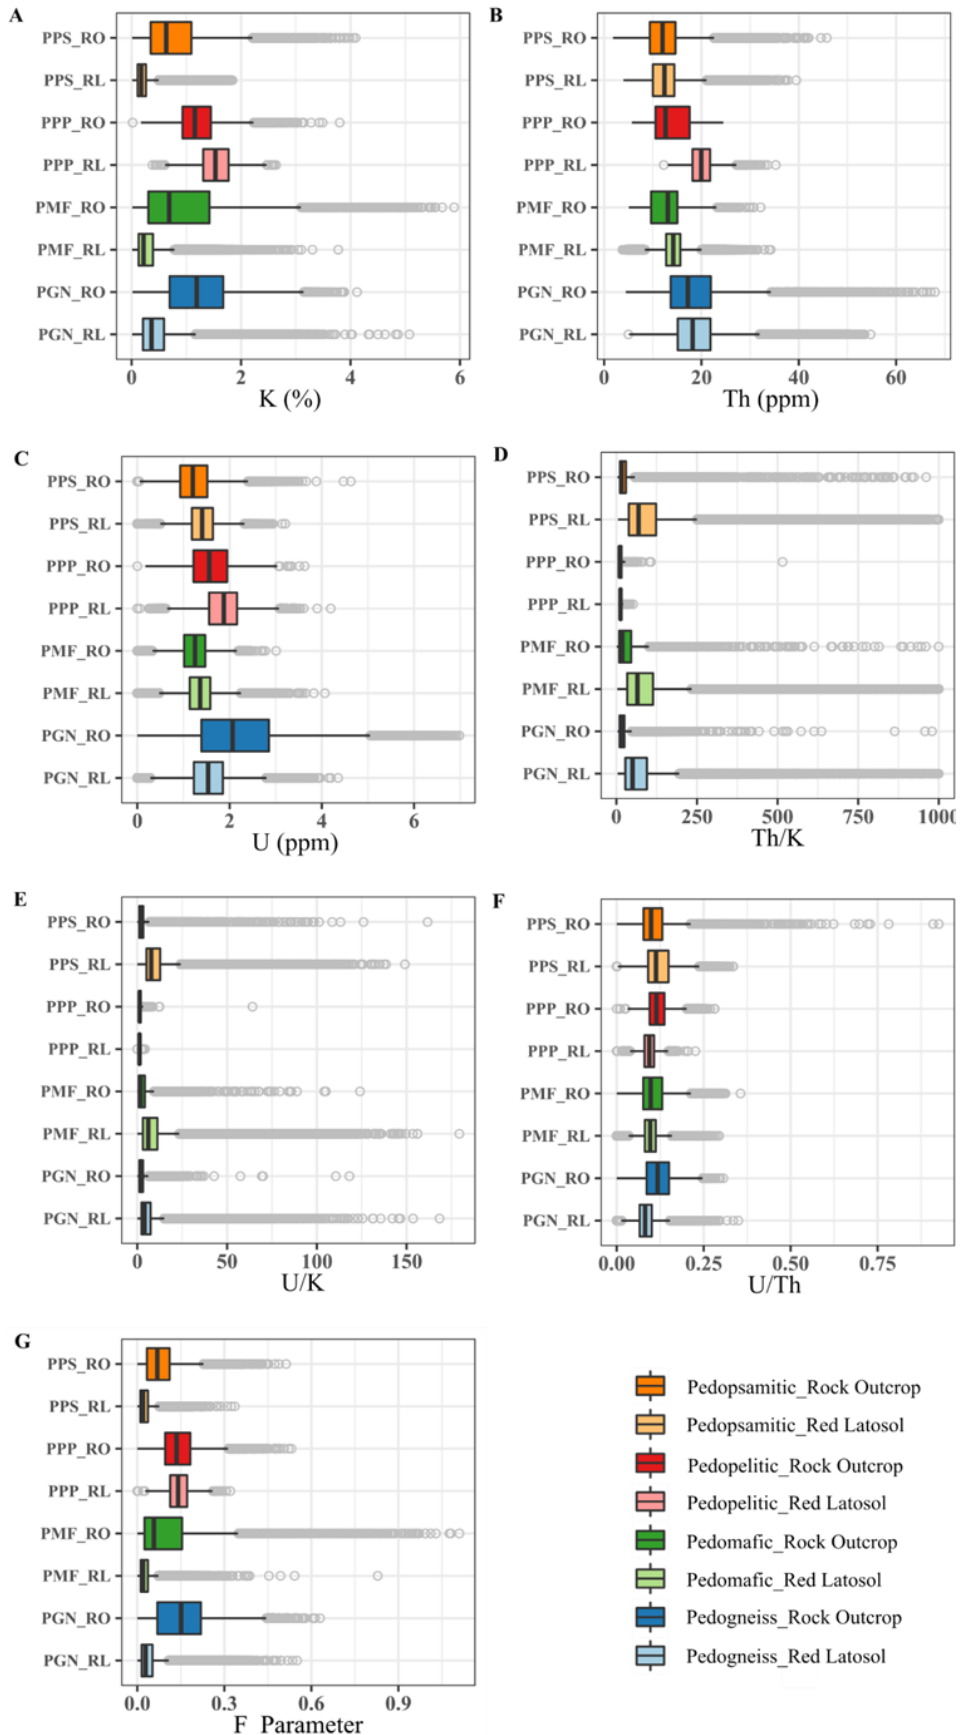 A
PPS_RO
PPS_RL
PPP_RO
PPP_RL
PMF_RO
PMF_RL
PGN_RO
PGN_RL
0 2 4 6
K (%)
B
PPS_RO
PPS_RL
PPP_RO
PPP_RL
PMF_RO
PMF_RL
PGN_RO
PGN_RL
0 20 40 60
Th (ppm)
C
PPS_RO
PPS_RL
PPP_RO
PPP_RL
PMF_RO
PMF_RL
PGN_RO
PGN_RL
0 2 4 6
U (ppm)
D
PPS_RO
PPS_RL
PPP_RO
PPP_RL
PMF_RO
PMF_RL
PGN_RO
PGN_RL
0 250 500 750 1000
Th/K
E
PPS_RO
PPS_RL
PPP_RO
PPP_RL
PMF_RO
PMF_RL
PGN_RO
PGN_RL
0 50 100 150
U/K
F
PPS_RO
PPS_RL
PPP_RO
PPP_RL
PMF_RO
PMF_RL
PGN_RO
PGN_RL
0.00 0.25 0.50 0.75
U/Th
G
PPS_RO
PPS_RL
PPP_RO
PPP_RL
PMF_RO
PMF_RL
PGN_RO
PGN_RL
0.0 0.3 0.6 0.9
F Parameter
Pedopsamitic_Rock Outcrop
Pedopsamitic_Red Latosol
Pedopelitic_Rock Outcrop
Pedopelitic_Red Latosol
Pedomafic_Rock Outcrop
Pedomafic_Red Latosol
Pedogneiss_Rock Outcrop
Pedogneiss_Red Latosol